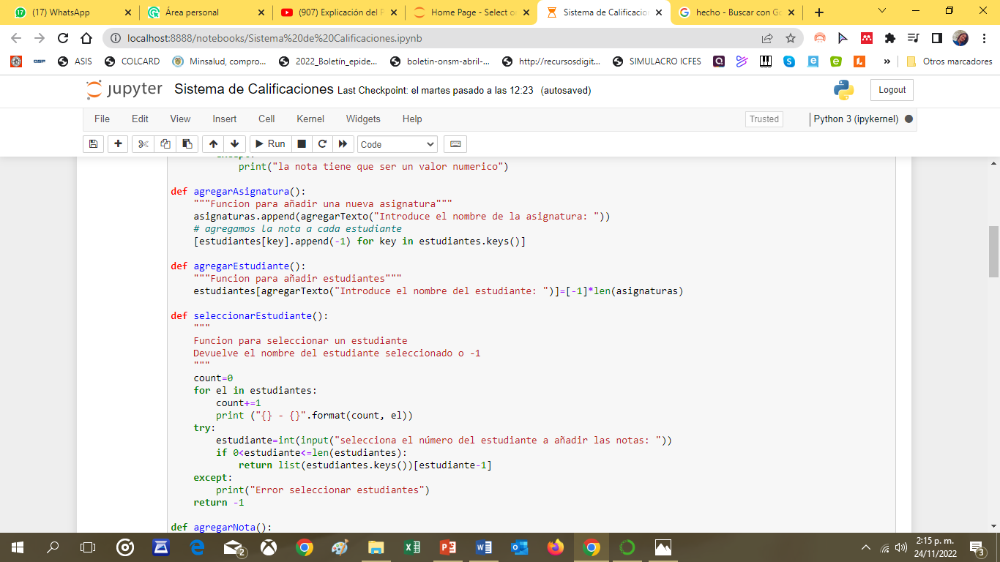 (17) WhatsApp
Área personal
(907) Explicación del P
Home Page - Select o
Sistema de Calificacio
hecho - Buscar con Go
localhost:8888/notebooks/Sistema%20de%20Calificaciones.ipynb
ASIS
COLCARD
Minsalud, compro...
2022_Boletín_epide...
boletin-onsm-abril-...
http://recursosdigit...
SIMULACRO ICFES
»
Otros marcadores
jupyter Sistema de Calificaciones Last Checkpoint: el martes pasado a las 12:23 (autosaved)
Logout
File Edit View Insert Cell Kernel Widgets Help
Trusted
Python 3 (ipykernel)
Run
Code
except:
print("la nota tiene que ser un valor numerico")
def agregarAsignatura():
"""Funcion para añadir una nueva asignatura"""
asignaturas.append(agregarTexto("Introduce el nombre de la asignatura: "))
# agregamos la nota a cada estudiante
[estudiantes[key].append(-1) for key in estudiantes.keys()]
def agregarEstudiante():
"""Funcion para añadir estudiantes"""
estudiantes[agregarTexto("Introduce el nombre del estudiante: ")]=[-1]*len(asignaturas)
def seleccionarEstudiante():
"""
Funcion para seleccionar un estudiante
Devuelve el nombre del estudiante seleccionado o -1
"""
count=0
for el in estudiantes:
count+=1
print ("{} - {}".format(count, el))
try:
estudiante=int(input("selecciona el número del estudiante a añadir las notas: "))
if 0<estudiante<=len(estudiantes):
return list(estudiantes.keys())[estudiante-1]
except:
print("Error seleccionar estudiantes")
return -1
def agregarNota():
2:15 p. m.
24/11/2022